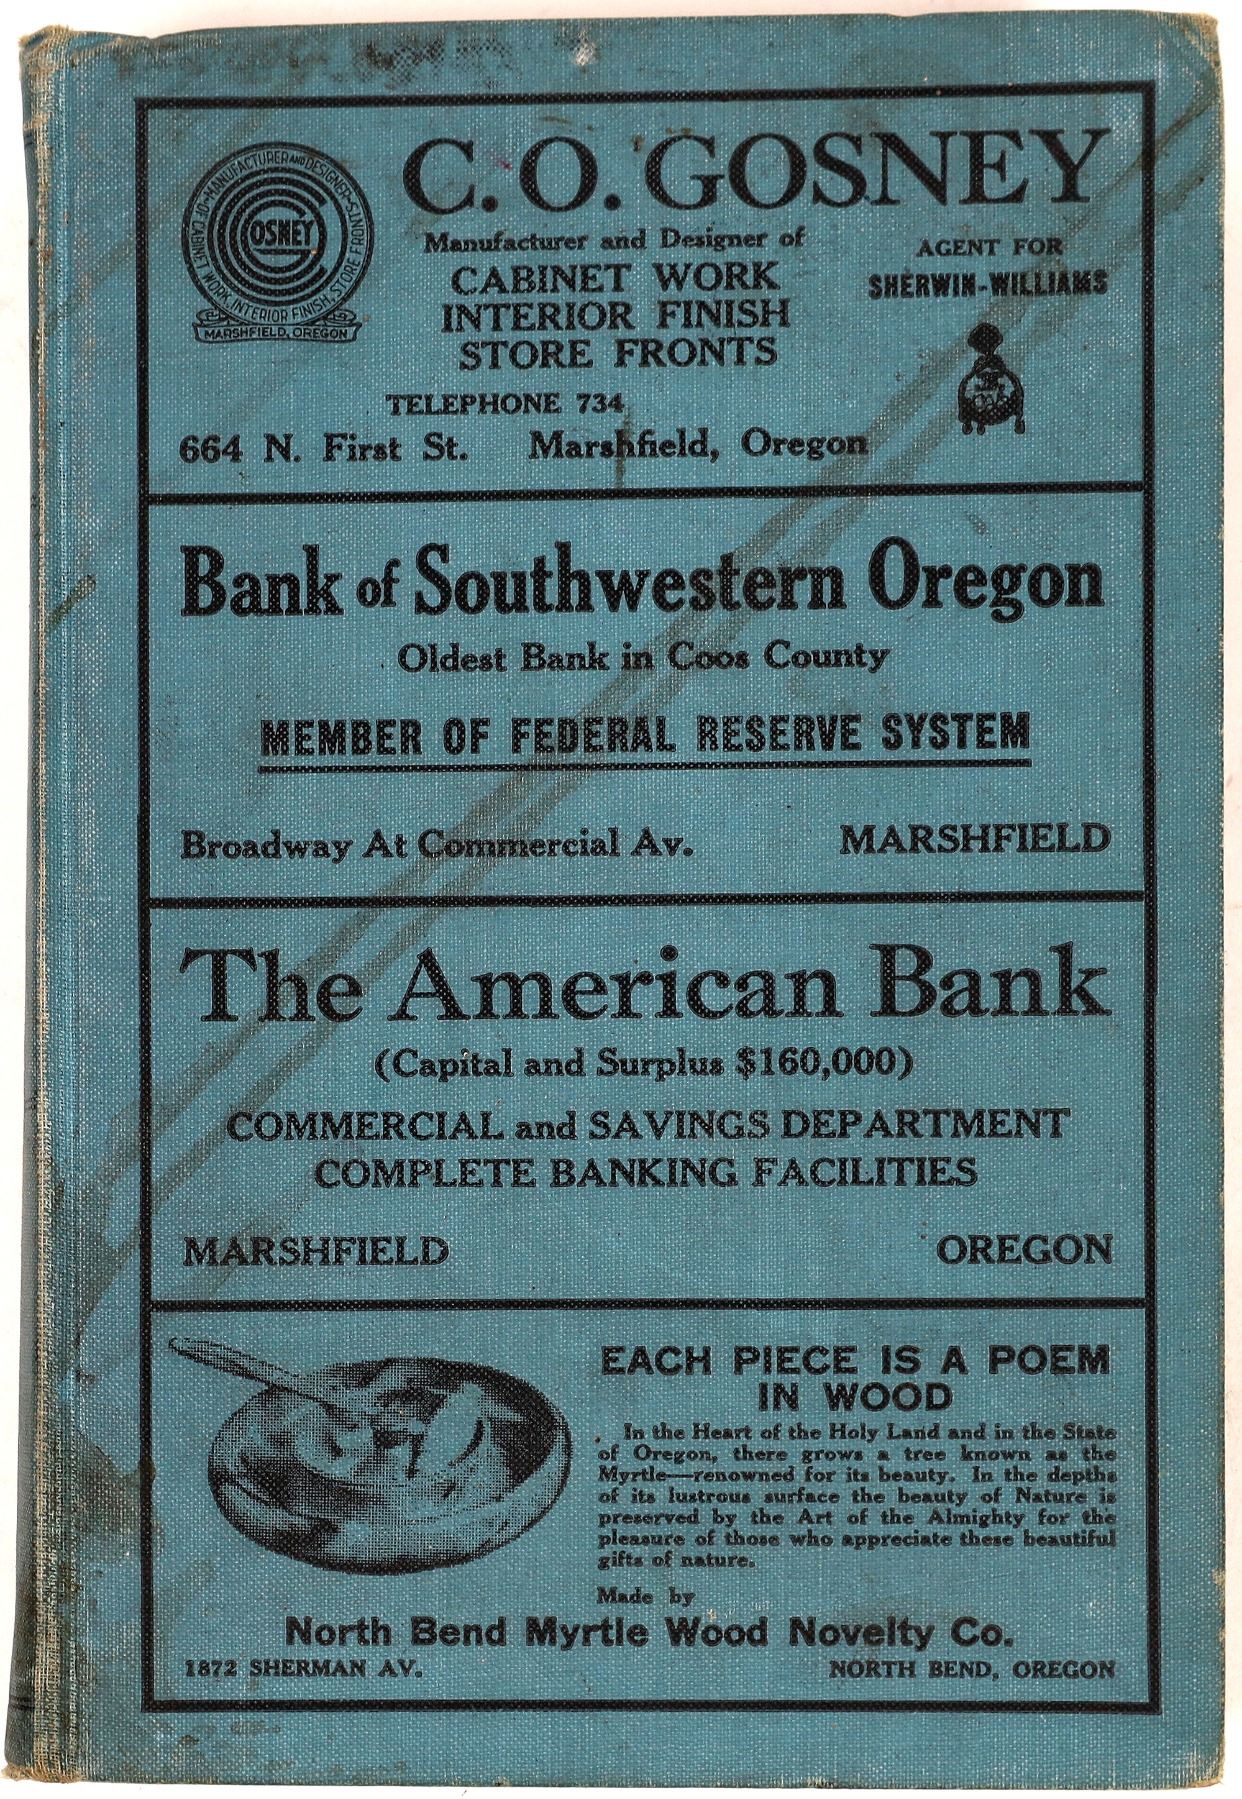 C. O. GOSNEY
MANUFACTURER AND DESIGNER
OF CABINET WORK, INTERIOR FINISH, STORE FRONTS
GOSNEY
MARSHFIELD, OREGON
Manufacturer and Designer of
CABINET WORK
INTERIOR FINISH
STORE FRONTS
AGENT FOR
SHERWIN-WILLIAMS
TELEPHONE 734
664 N. First St. Marshfield, Oregon
Bank of Southwestern Oregon
Oldest Bank in Coos County
MEMBER OF FEDERAL RESERVE SYSTEM
Broadway At Commercial Av. MARSHFIELD
The American Bank
(Capital and Surplus $160,000)
COMMERCIAL and SAVINGS DEPARTMENT
COMPLETE BANKING FACILITIES
MARSHFIELD OREGON
EACH PIECE IS A POEM
IN WOOD
In the Heart of the Holy Land and in the State
of Oregon, there grows a tree known as the
Myrtle—renowned for its beauty. In the depths
of its lustrous surface the beauty of Nature is
preserved by the Art of the Almighty for the
pleasure of those who appreciate these beautiful
gifts of nature.
Made by
North Bend Myrtle Wood Novelty Co.
1872 SHERMAN AV. NORTH BEND, OREGON